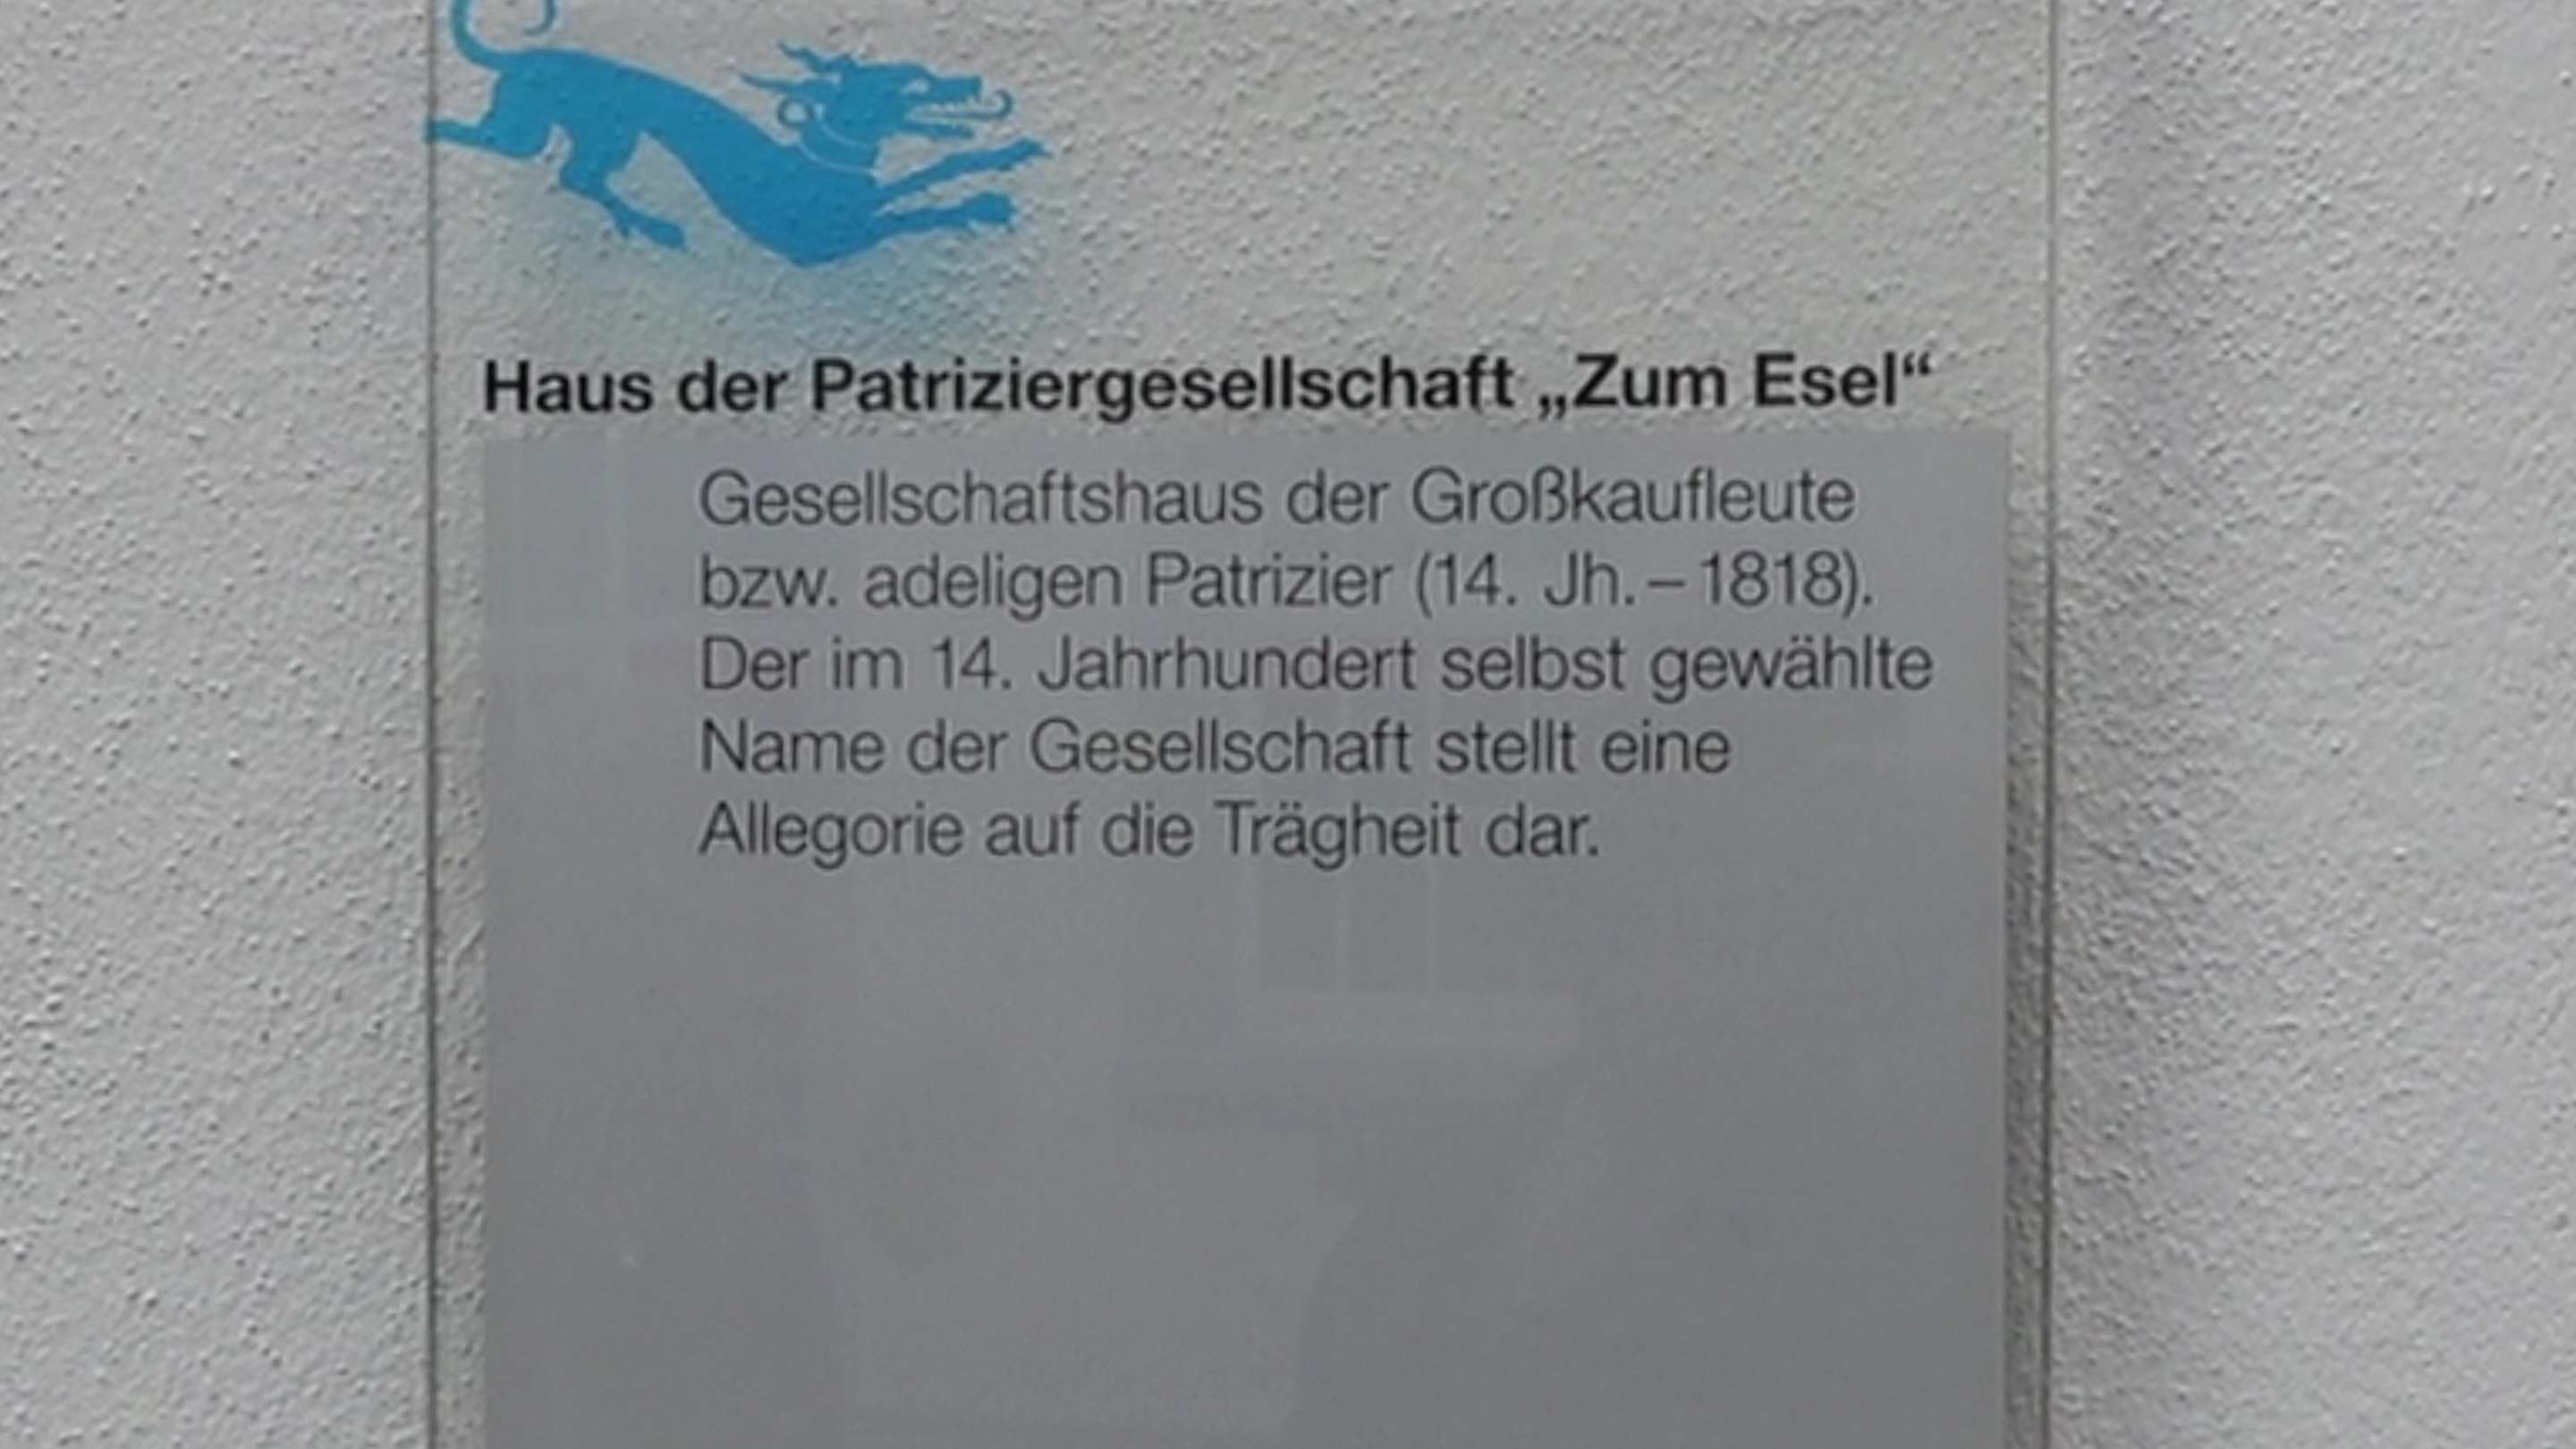 Haus der Patriziergesellschaft „Zum Esel“
Gesellschaftshaus der Großkaufleute
bzw. adeligen Patrizier (14. Jh. – 1818).
Der im 14. Jahrhundert selbst gewählte
Name der Gesellschaft stellt eine
Allegorie auf die Trägheit dar.